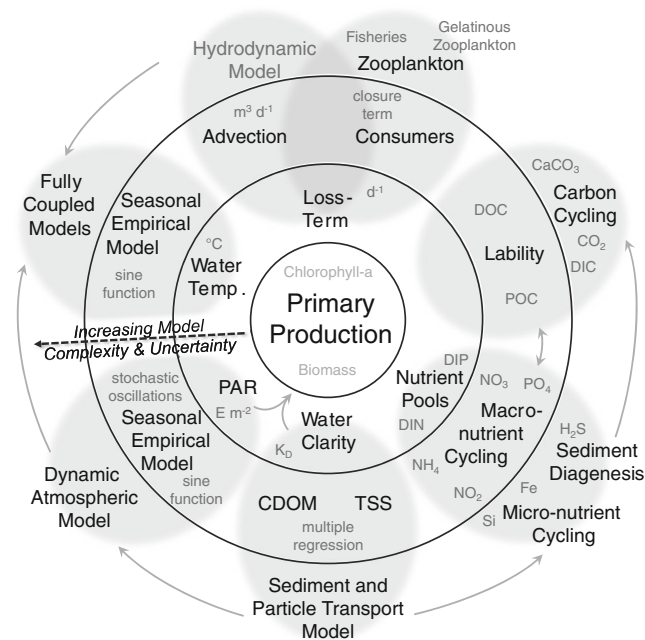 Hydrodynamic
Model
m³ d⁻¹
Advection
Fisheries
Gelatinous
Zooplankton
Zooplankton
closure
term
Consumers
CaCO₃
Carbon
Cycling
CO₂
DIC
DOC
Lability
POC
Fully
Coupled
Models
Seasonal
Empirical
Model
sine
function
°C
Water
Temp.
Loss-
Term
d⁻¹
Chlorophyll-a
Primary
Production
Biomass
Increasing Model
Complexity & Uncertainty
stochastic
oscillations
Seasonal
Empirical
Model
sine
function
PAR
E m⁻²
K_D
Water
Clarity
DIP
Nutrient
Pools
DIN
NO₃
PO₄
Macro-
nutrient
Cycling
NH₄
NO₂
Si
Fe
H₂S
Sediment
Diagenesis
Micro-nutrient
Cycling
Dynamic
Atmospheric
Model
CDOM
TSS
multiple
regression
Sediment and
Particle Transport
Model